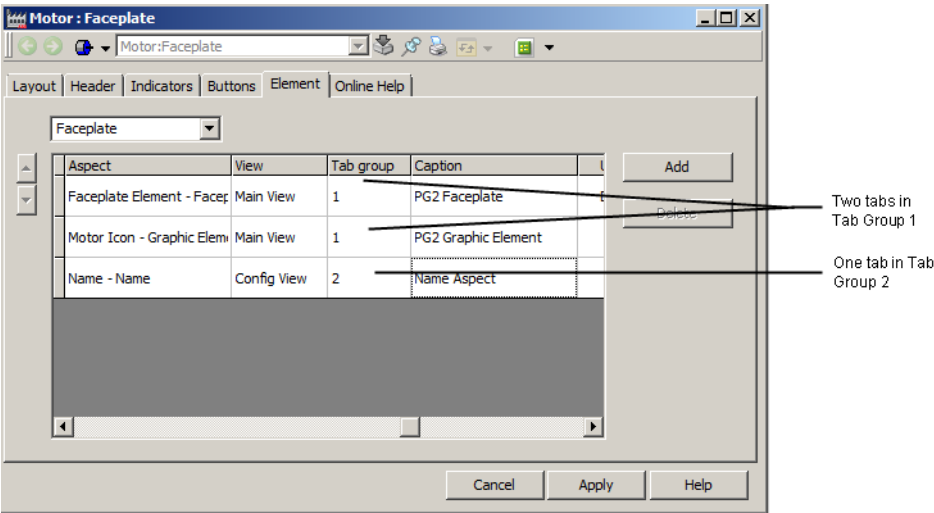 Motor : Faceplate
Motor:Faceplate
Layout Header Indicators Buttons Element Online Help
Faceplate
Aspect View Tab group Caption
Add
Faceplate Element - Facep Main View 1 PG2 Faceplate
Delete
Two tabs in
Tab Group 1
Motor Icon - Graphic Elem Main View 1 PG2 Graphic Element
Name - Name Config View 2 Name Aspect
One tab in Tab
Group 2
Cancel Apply Help